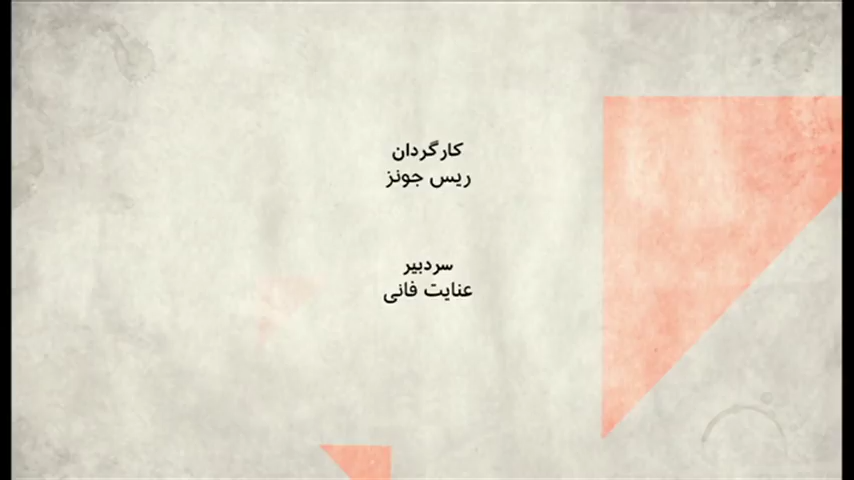 کارگردان
ریس جونز
سردبیر
عنایت فانی